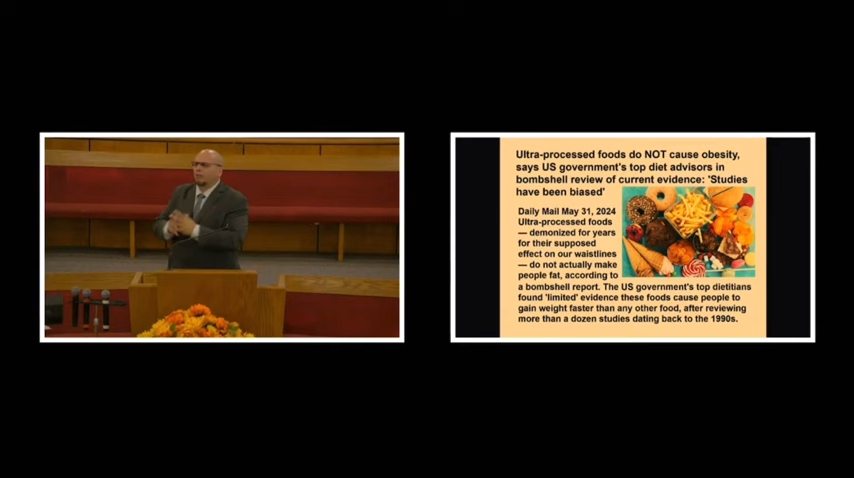 Ultra-processed foods do NOT cause obesity,
says US government's top diet advisors in
bombshell review of current evidence: 'Studies
have been biased'
Daily Mail May 31, 2024
Ultra-processed foods
— demonized for years
for their supposed
effect on our waistlines
— do not actually make
people fat, according to
a bombshell report. The US government's top dietitians
found 'limited' evidence these foods cause people to
gain weight faster than any other food, after reviewing
more than a dozen studies dating back to the 1990s.